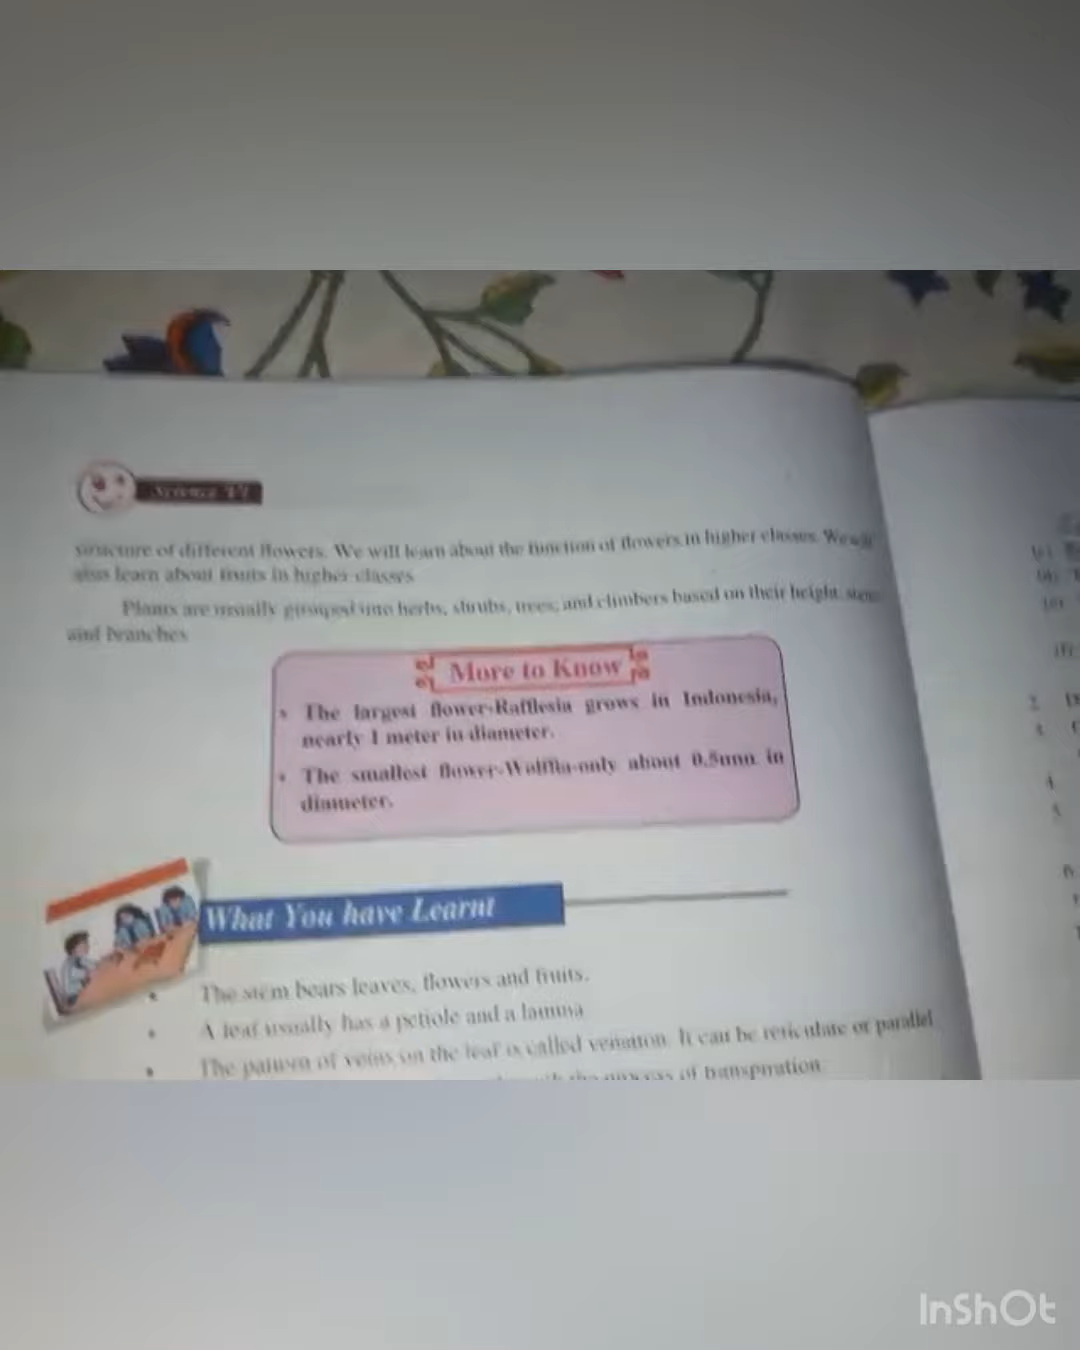 Science VI
structure of different flowers. We will learn about the function of flowers in higher classes. We will
also learn about fruits in higher classes.
Plants are usually grouped into herbs, shrubs, trees, and climbers based on their height, stem
and branches
More to Know
The largest flower-Rafflesia grows in Indonesia,
nearly 1 meter in diameter.
The smallest flower-Wolffia-only about 0.5mm in
diameter.
What You have Learnt
• The stem bears leaves, flowers and fruits.
• A leaf usually has a petiole and a lamina
• The pattern of veins on the leaf is called venation. It can be reticulate or parallel
the process of transpiration.
InShOt